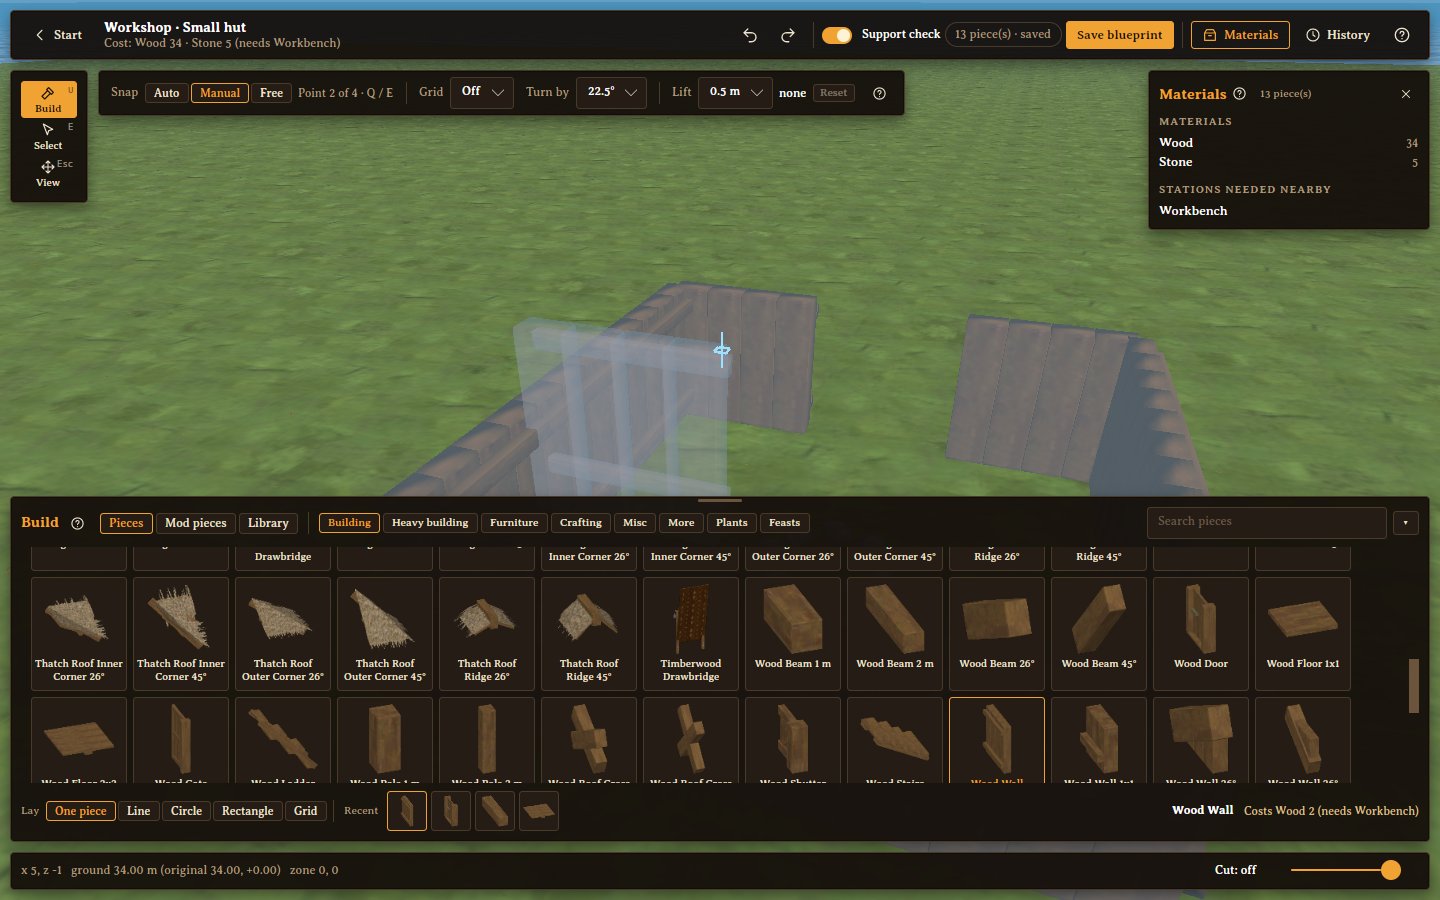 Start
Workshop · Small hut
Cost: Wood 34 · Stone 5 (needs Workbench)
Support check
13 piece(s) · saved
Save blueprint
Materials
History
Build
U
Select
E
View
Esc
Snap
Auto
Manual
Free
Point 2 of 4 · Q / E
Grid
Off
Turn by
22.5°
Lift
0.5 m
none
Reset
Materials
13 piece(s)
MATERIALS
Wood
34
Stone
5
STATIONS NEEDED NEARBY
Workbench
Build
Pieces
Mod pieces
Library
Building
Heavy building
Furniture
Crafting
Misc
More
Plants
Feasts
Search pieces
Drawbridge
Inner Corner 26°
Inner Corner 45°
Outer Corner 26°
Outer Corner 45°
Ridge 26°
Ridge 45°
Thatch Roof Inner
Corner 26°
Thatch Roof Inner
Corner 45°
Thatch Roof
Outer Corner 26°
Thatch Roof
Outer Corner 45°
Thatch Roof
Ridge 26°
Thatch Roof
Ridge 45°
Timberwood
Drawbridge
Wood Beam 1 m
Wood Beam 2 m
Wood Beam 26°
Wood Beam 45°
Wood Door
Wood Floor 1x1
Lay
One piece
Line
Circle
Rectangle
Grid
Recent
Wood Wall
Costs Wood 2 (needs Workbench)
x 5, z -1 ground 34.00 m (original 34.00, +0.00) zone 0, 0
Cut: off